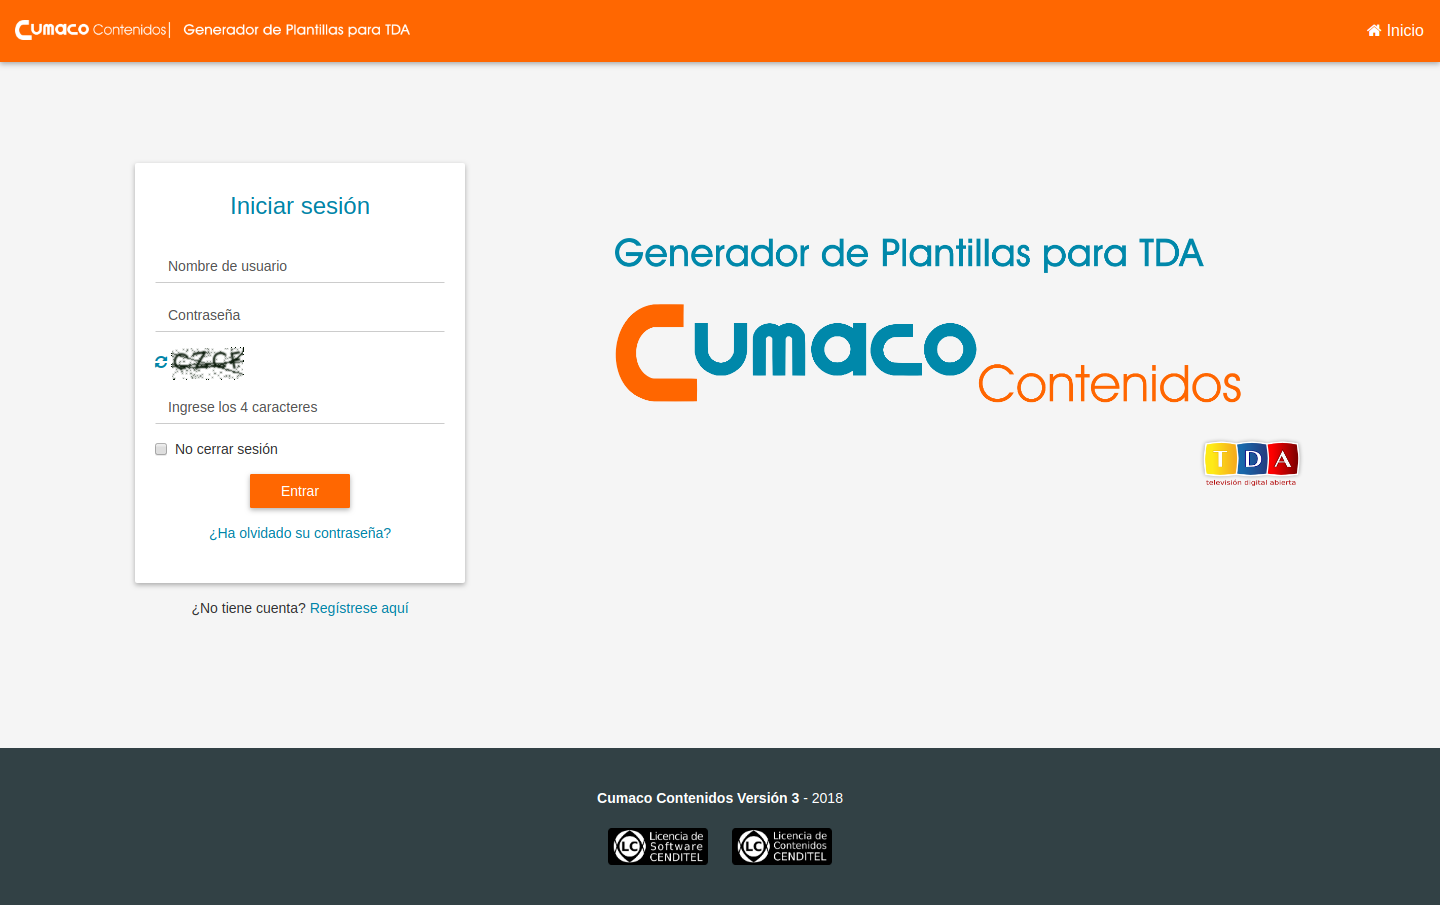 Cumaco Contenidos | Generador de Plantillas para TDA
Inicio
Iniciar sesión
Nombre de usuario
Contraseña
Ingrese los 4 caracteres
No cerrar sesión
Entrar
¿Ha olvidado su contraseña?
¿No tiene cuenta? Regístrese aquí
Generador de Plantillas para TDA
Cumaco Contenidos
TDA
televisión digital abierta
Cumaco Contenidos Versión 3 - 2018
LC Licencia de
Software
CENDITEL
LC Licencia de
Contenidos
CENDITEL